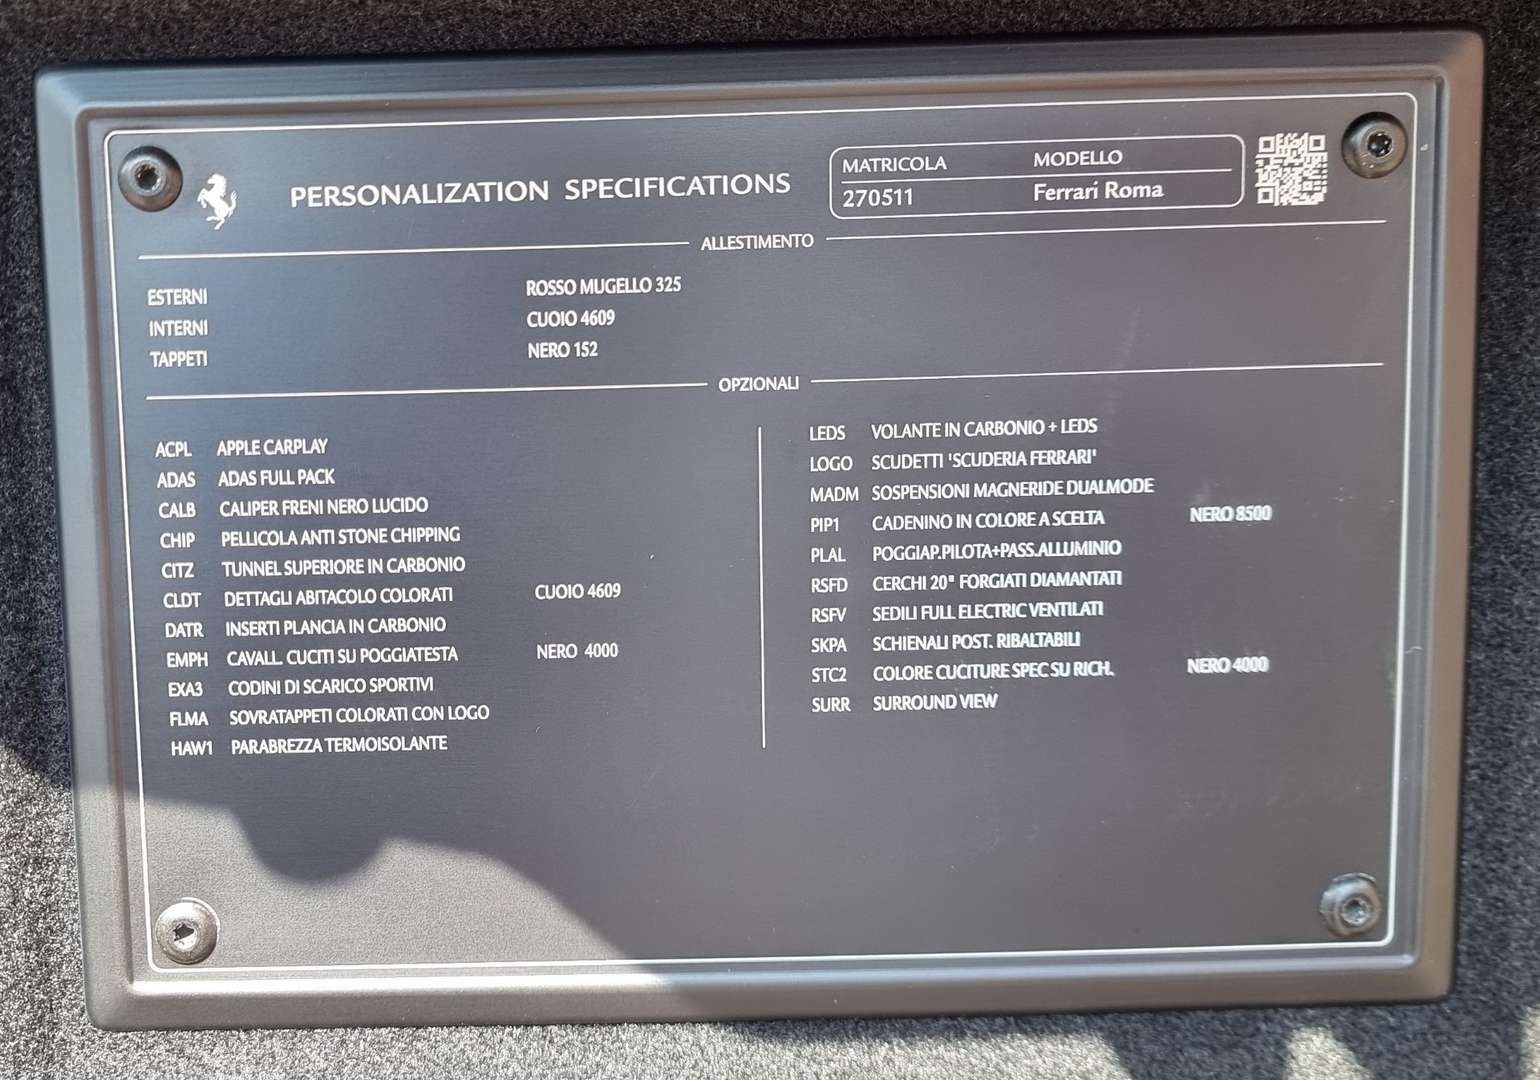 PERSONALIZATION SPECIFICATIONS
MATRICOLA MODELLO
270511 Ferrari Roma
ALLESTIMENTO
ESTERNI ROSSO MUGELLO 325
INTERNI CUOIO 4609
TAPPETI NERO 152
OPZIONALI
ACPL APPLE CARPLAY
ADAS ADAS FULL PACK
CALB CALIPER FRENI NERO LUCIDO
CHIP PELLICOLA ANTI STONE CHIPPING
CITZ TUNNEL SUPERIORE IN CARBONIO
CLDT DETTAGLI ABITACOLO COLORATI CUOIO 4609
DATR INSERTI PLANCIA IN CARBONIO
EMPH CAVALL. CUCITI SU POGGIATESTA NERO 4000
EXA3 CODINI DI SCARICO SPORTIVI
FLMA SOVRATAPPETI COLORATI CON LOGO
HAW1 PARABREZZA TERMOISOLANTE
LEDS VOLANTE IN CARBONIO + LEDS
LOGO SCUDETTI 'SCUDERIA FERRARI'
MADM SOSPENSIONI MAGNERIDE DUALMODE
PIP1 CADENINO IN COLORE A SCELTA NERO 8500
PLAL POGGIAP.PILOTA+PASS.ALLUMINIO
RSFD CERCHI 20" FORGIATI DIAMANTATI
RSFV SEDILI FULL ELECTRIC VENTILATI
SKPA SCHIENALI POST. RIBALTABILI
STC2 COLORE CUCITURE SPEC SU RICH. NERO 4000
SURR SURROUND VIEW